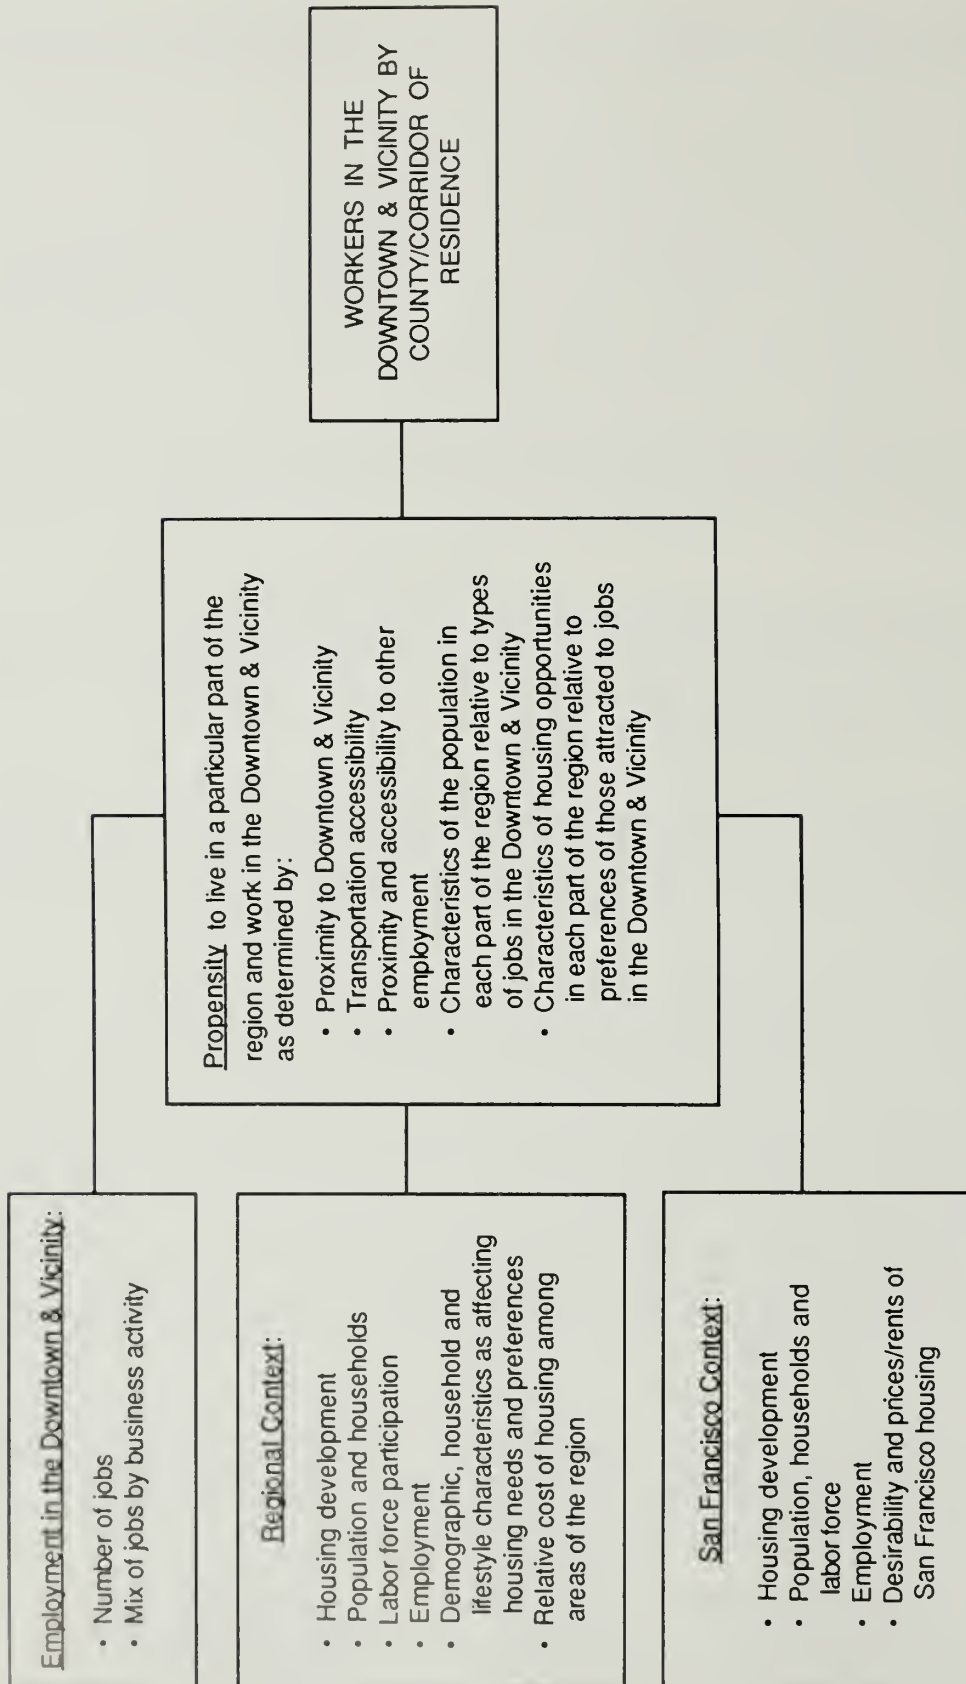 Employment in the Downtown & Vicinity:
• Number of jobs
• Mix of jobs by business activity
Regional Context:
• Housing development
• Population and households
• Labor force participation
• Employment
• Demographic, household and
lifestyle characteristics as affecting
housing needs and preferences
• Relative cost of housing among
areas of the region
San Francisco Context:
• Housing development
• Population, households and
labor force
• Employment
• Desirability and prices/rents of
San Francisco housing
Propensity to live in a particular part of the
region and work in the Downtown & Vicinity
as determined by:
• Proximity to Downtown & Vicinity
• Transportation accessibility
• Proximity and accessibility to other
employment
• Characteristics of the population in
each part of the region relative to types
of jobs in the Downtown & Vicinity
• Characteristics of housing opportunities
in each part of the region relative to
preferences of those attracted to jobs
in the Downtown & Vicinity
WORKERS IN THE
DOWNTOWN & VICINITY BY
COUNTY/CORRIDOR OF
RESIDENCE